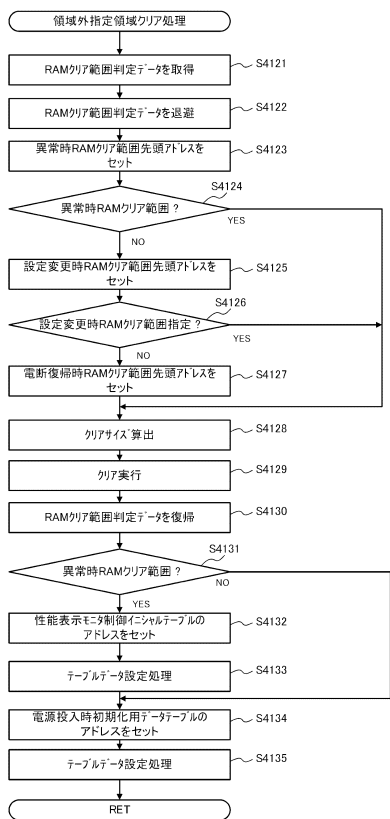 領域外指定領域クリア処理
RAMクリア範囲判定データを取得
S4121
RAMクリア範囲判定データを退避
S4122
異常時RAMクリア範囲先頭アドレスを
セット
S4123
異常時RAMクリア範囲？
S4124
YES
NO
設定変更時RAMクリア範囲先頭アドレスを
セット
S4125
設定変更時RAMクリア範囲指定？
S4126
YES
NO
電断復帰時RAMクリア範囲先頭アドレスを
セット
S4127
クリアサイズ算出
S4128
クリア実行
S4129
RAMクリア範囲判定データを復帰
S4130
異常時RAMクリア範囲？
S4131
NO
YES
性能表示モニタ制御イニシャルテーブルの
アドレスをセット
S4132
テーブルデータ設定処理
S4133
電源投入時初期化用データテーブルの
アドレスをセット
S4134
テーブルデータ設定処理
S4135
RET